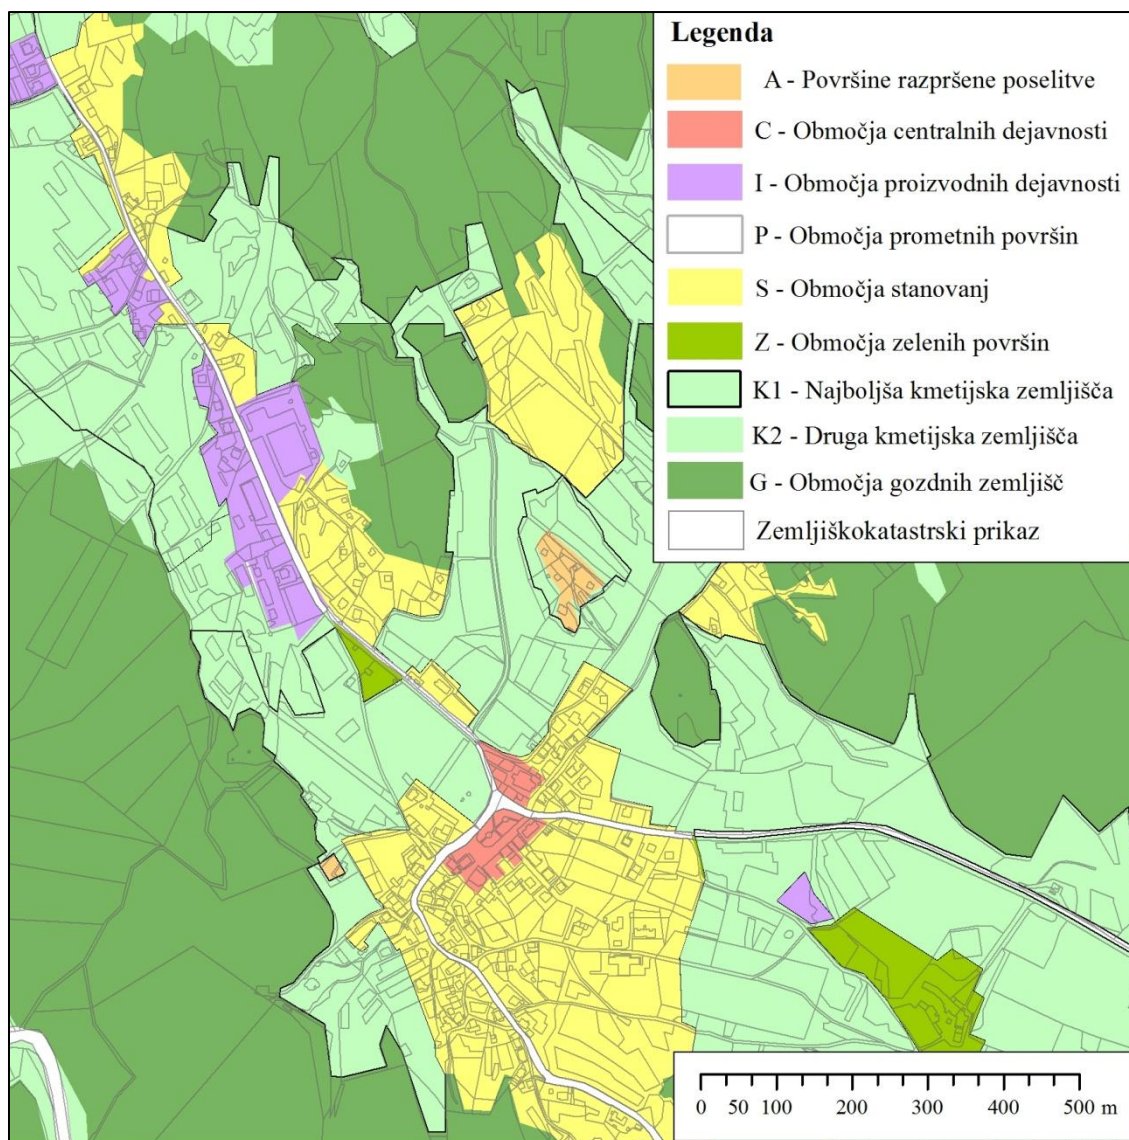 Legenda
A - Površine razpršene poselitve
C - Območja centralnih dejavnosti
I - Območja proizvodnih dejavnosti
P - Območja prometnih površin
S - Območja stanovanj
Z - Območja zelenih površin
K1 - Najboljša kmetijska zemljišča
K2 - Druga kmetijska zemljišča
G - Območja gozdnih zemljišč
Zemljiškokatastrski prikaz
0 50 100 200 300 400 500 m